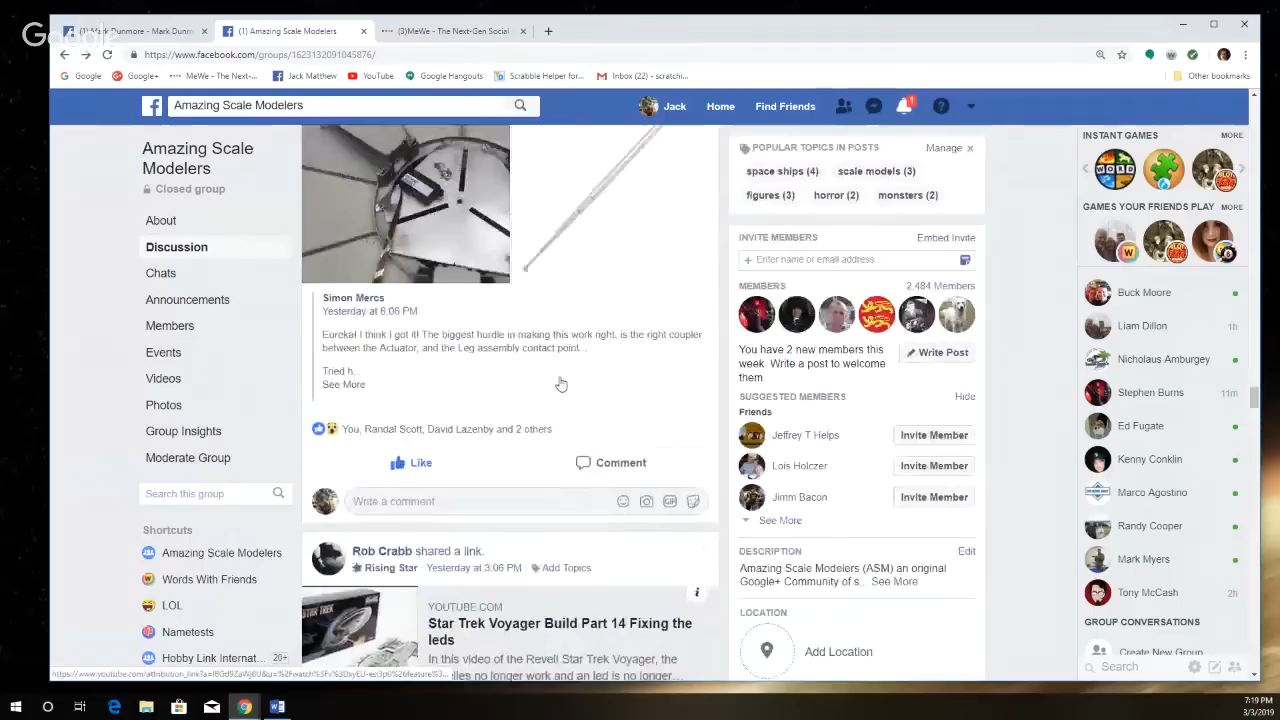 Google
(1) Mark Dunmore - Mark Dunm
(1) Amazing Scale Modelers
(3)MeWe - The Next-Gen Social
https://www.facebook.com/groups/1623132091045876/
Google
Google+
MeWe - The Next-...
Jack Matthew
YouTube
Google Hangouts
Scrabble Helper for...
Inbox (22) - scratchi...
Other bookmarks
Amazing Scale Modelers
Jack
Home
Find Friends
1
Amazing Scale
Modelers
Closed group
About
Discussion
Chats
Announcements
Members
Events
Videos
Photos
Group Insights
Moderate Group
Search this group
Shortcuts
Amazing Scale Modelers
Words With Friends
LOL
Nametests
Hobby Link Internat... 20+
Simon Mercs
Yesterday at 6:06 PM
Eureka! I think I got it! The biggest hurdle in making this work right, is the right coupler
between the Actuator, and the Leg assembly contact point...
Tried h...
See More
You, Randal Scott, David Lazenby and 2 others
Like
Comment
Write a comment
Rob Crabb shared a link.
Rising Star · Yesterday at 3:06 PM · Add Topics
YOUTUBE.COM
Star Trek Voyager Build Part 14 Fixing the
leds
In this video of the Revell Star Trek Voyager, the
no longer work and an led is no longer...
POPULAR TOPICS IN POSTS
Manage
space ships (4)
scale models (3)
figures (3)
horror (2)
monsters (2)
INVITE MEMBERS
Embed Invite
Enter name or email address
MEMBERS
2,484 Members
You have 2 new members this
week. Write a post to welcome
them.
Write Post
SUGGESTED MEMBERS
Hide
Friends
Jeffrey T Helps
Invite Member
Lois Holczer
Invite Member
Jimm Bacon
Invite Member
See More
DESCRIPTION
Edit
Amazing Scale Modelers (ASM) an original
Google+ Community of s... See More
LOCATION
Add Location
INSTANT GAMES
MORE
GAMES YOUR FRIENDS PLAY
MORE
Buck Moore
Liam Dillon 1h
Nicholaus Amburgey
Stephen Burns 11m
Ed Fugate
Kenny Conklin
Marco Agostino
Randy Cooper
Mark Myers
Tony McCash 2h
GROUP CONVERSATIONS
Create New Group
Search
7:19 PM
3/3/2019